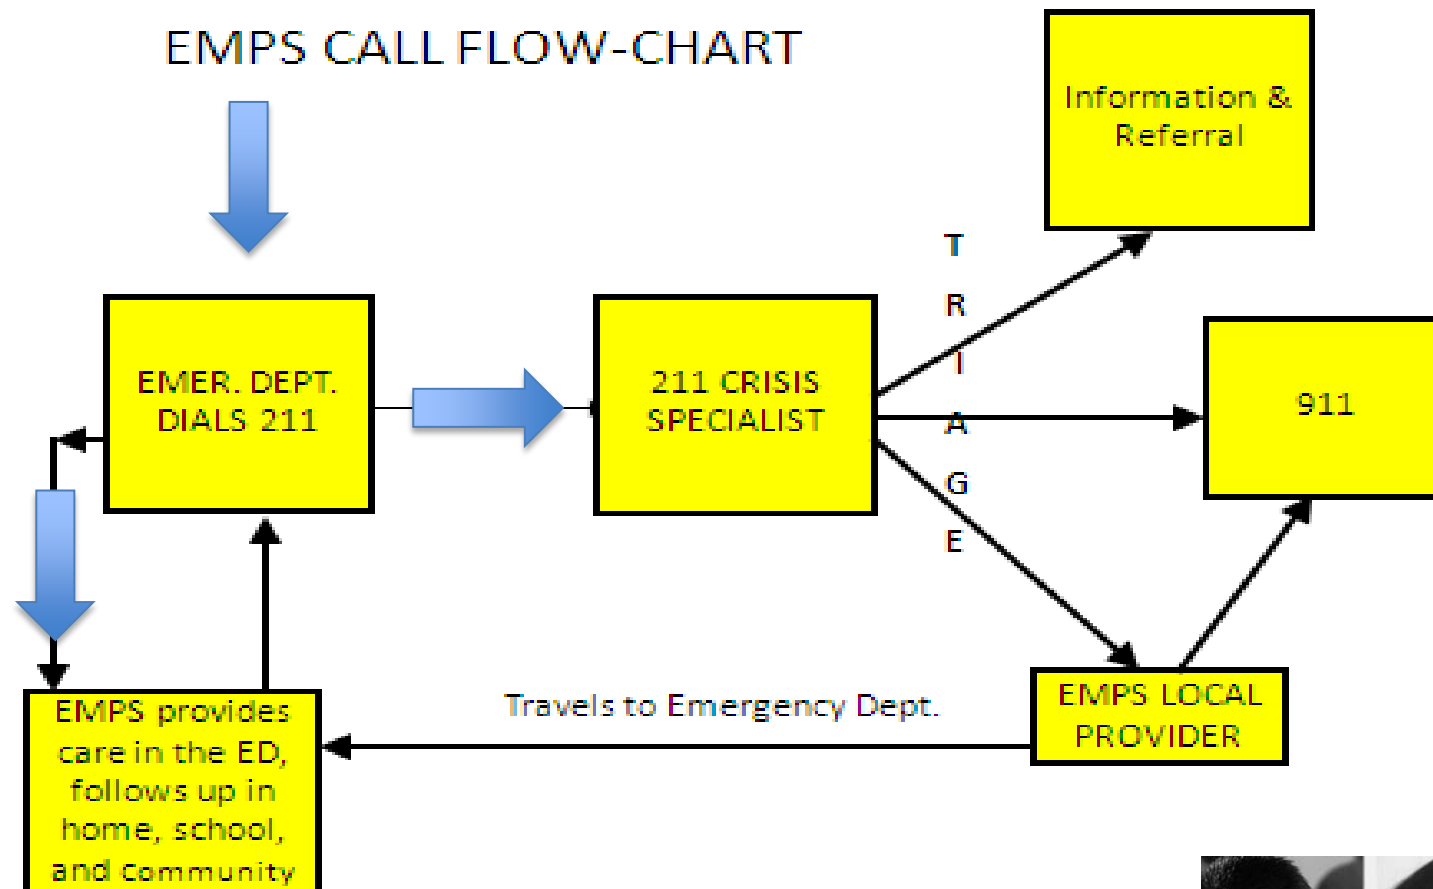 EMPS CALL FLOW-CHART
Information &
Referral
EMER. DEPT.
DIALS 211
211 CRISIS
SPECIALIST
T
R
I
A
G
E
911
EMPS LOCAL
PROVIDER
Travels to Emergency Dept.
EMPS provides
care in the ED,
follows up in
home, school,
and community